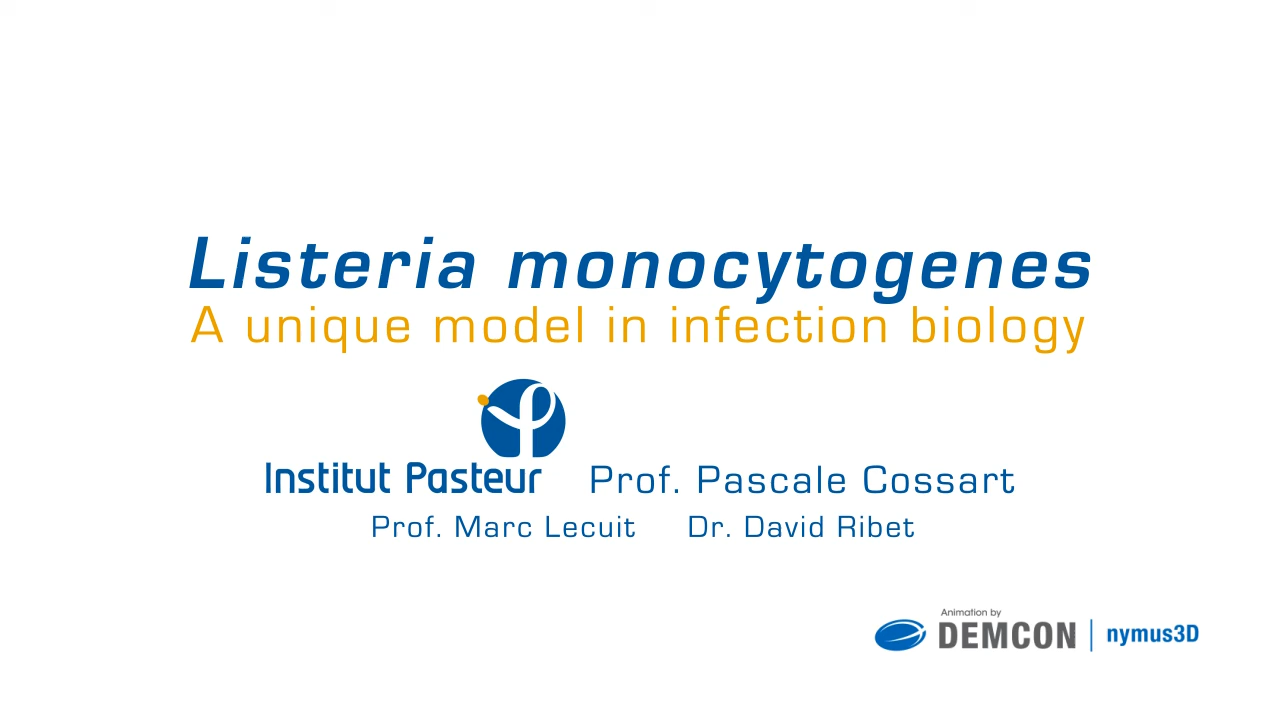 Listeria monocytogenes
A unique model in infection biology
Institut Pasteur Prof. Pascale Cossart
Prof. Marc Lecuit Dr. David Ribet
Animation by
DEMCON | nymus3D